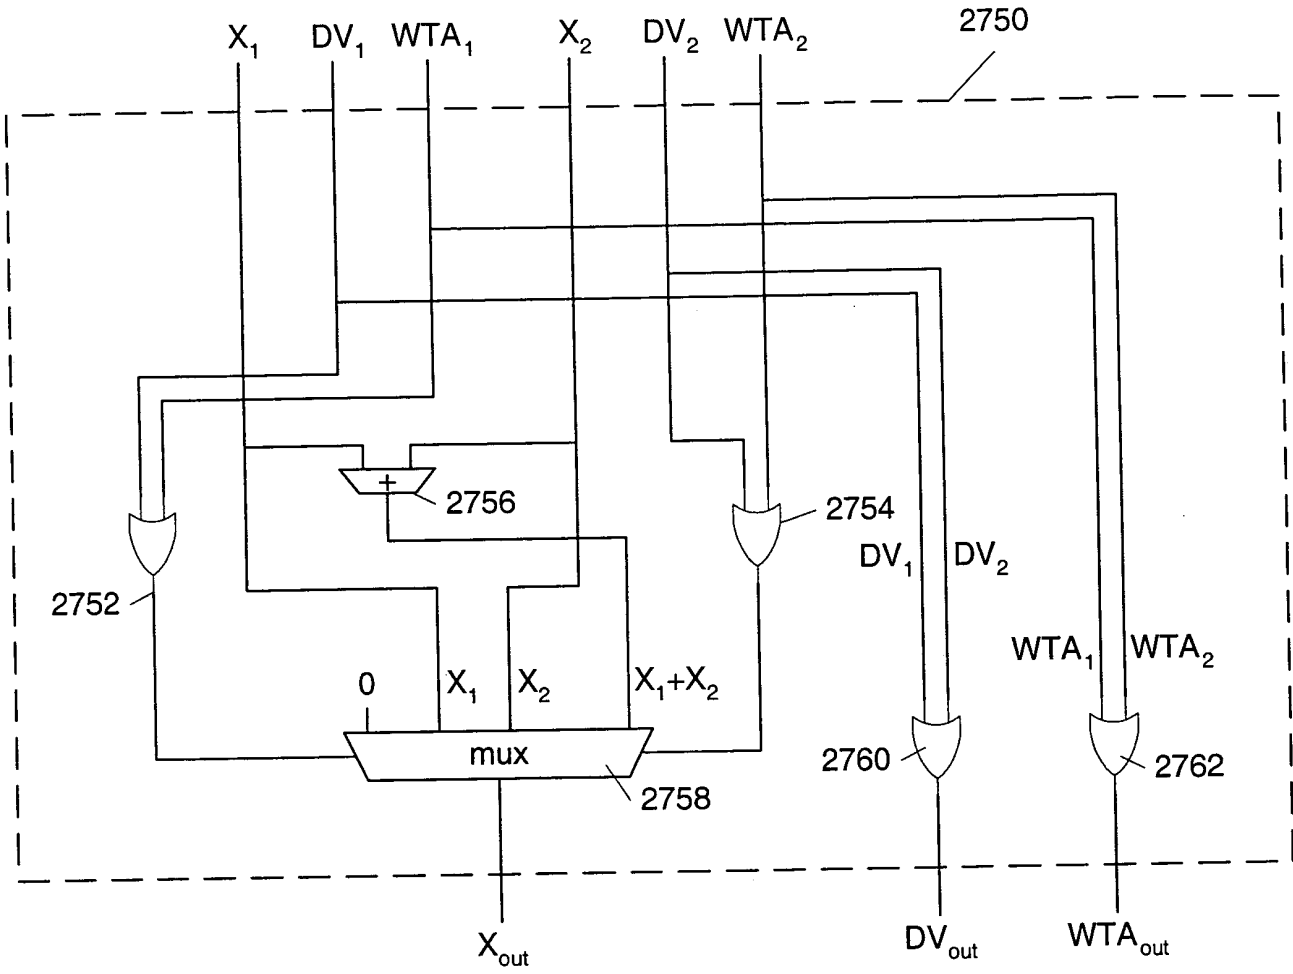 2750
X1 DV1 WTA1 X2 DV2 WTA2
2756
2754
DV1 DV2
2752
WTA1 WTA2
0 X1 X2 X1+X2
mux
2758
2760
2762
Xout DVout WTAout